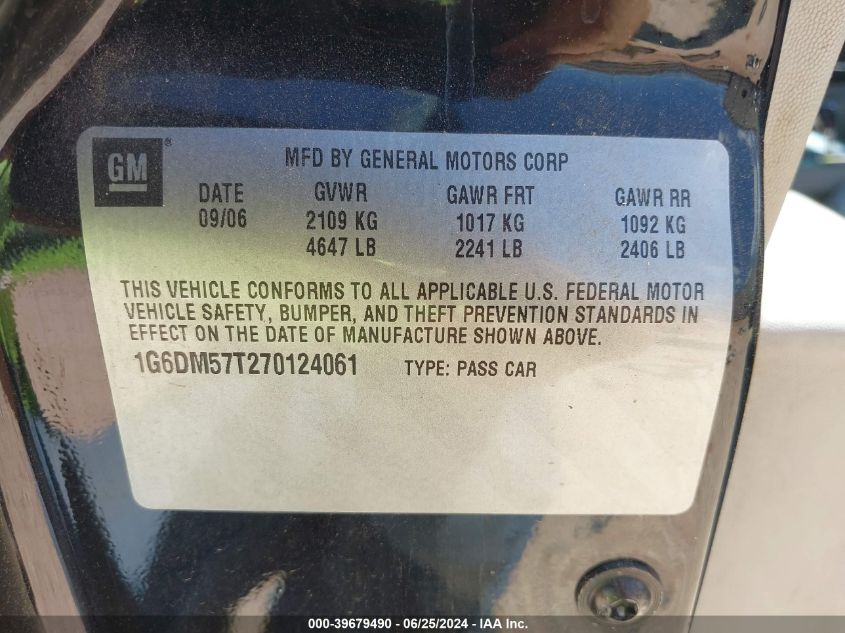 GM ®
MFD BY GENERAL MOTORS CORP
DATE GVWR GAWR FRT GAWR RR
09/06 2109 KG 1017 KG 1092 KG
4647 LB 2241 LB 2406 LB
THIS VEHICLE CONFORMS TO ALL APPLICABLE U.S. FEDERAL MOTOR
VEHICLE SAFETY, BUMPER, AND THEFT PREVENTION STANDARDS IN
EFFECT ON THE DATE OF MANUFACTURE SHOWN ABOVE.
1G6DM57T270124061 TYPE: PASS CAR
000-39679490 - 06/25/2024 - IAA Inc.